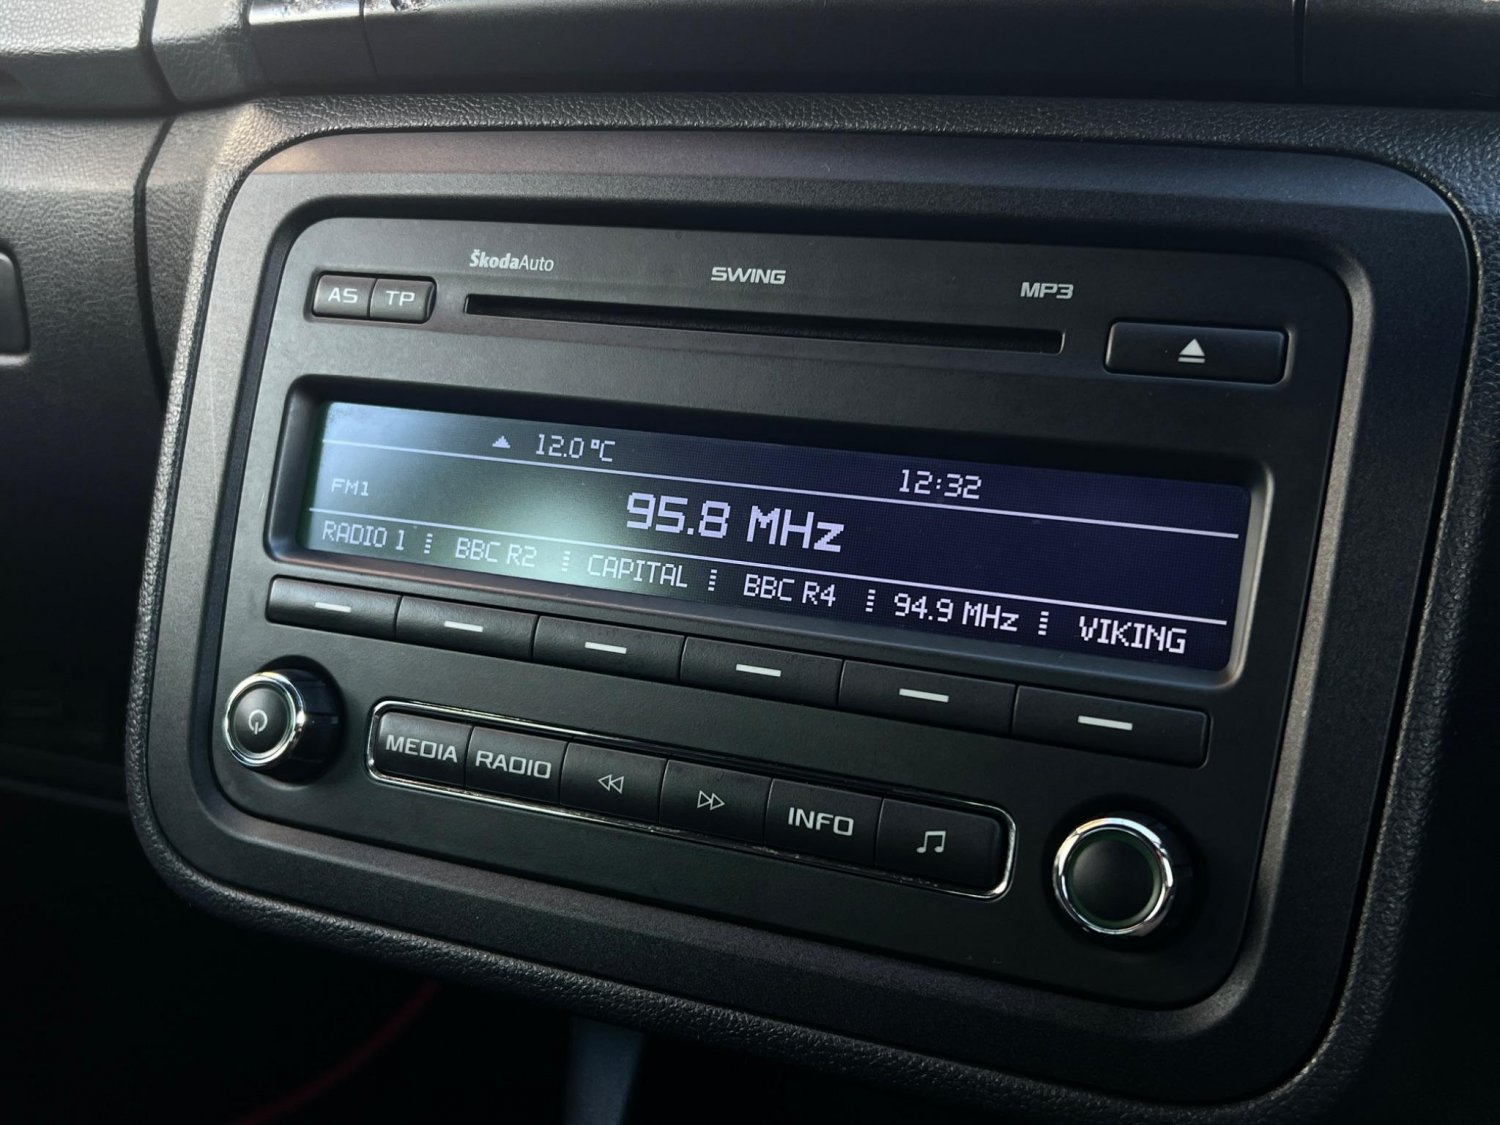 ŠkodaAuto SWING MP3
AS TP
12.0 °C 12:32
FM1 95.8 MHz
RADIO 1 BBC R2 CAPITAL BBC R4 94.9 MHz VIKING
MEDIA RADIO INFO